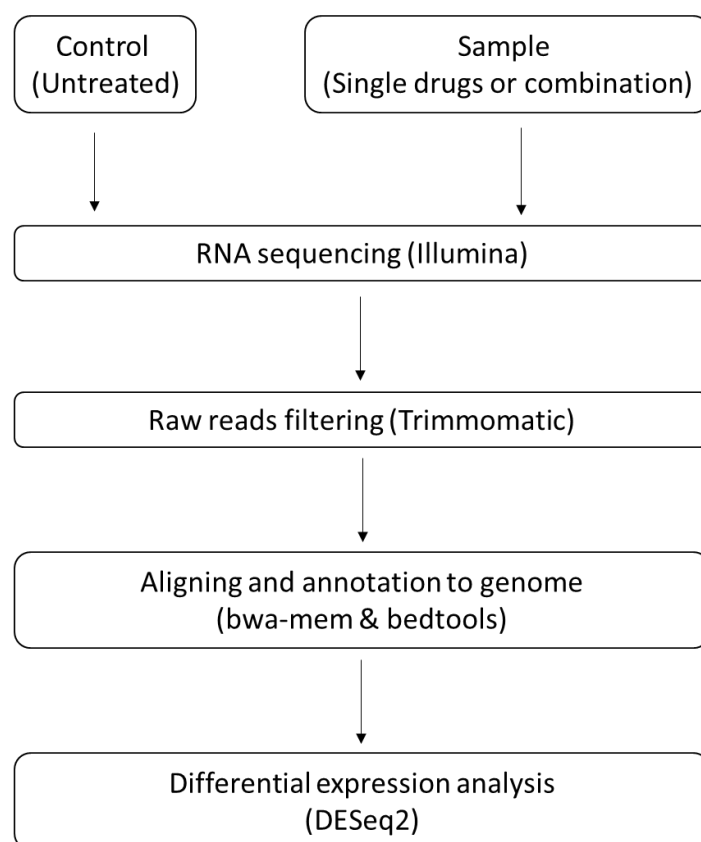 Control
(Untreated)
Sample
(Single drugs or combination)
RNA sequencing (Illumina)
Raw reads filtering (Trimmomatic)
Aligning and annotation to genome
(bwa-mem & bedtools)
Differential expression analysis
(DESeq2)